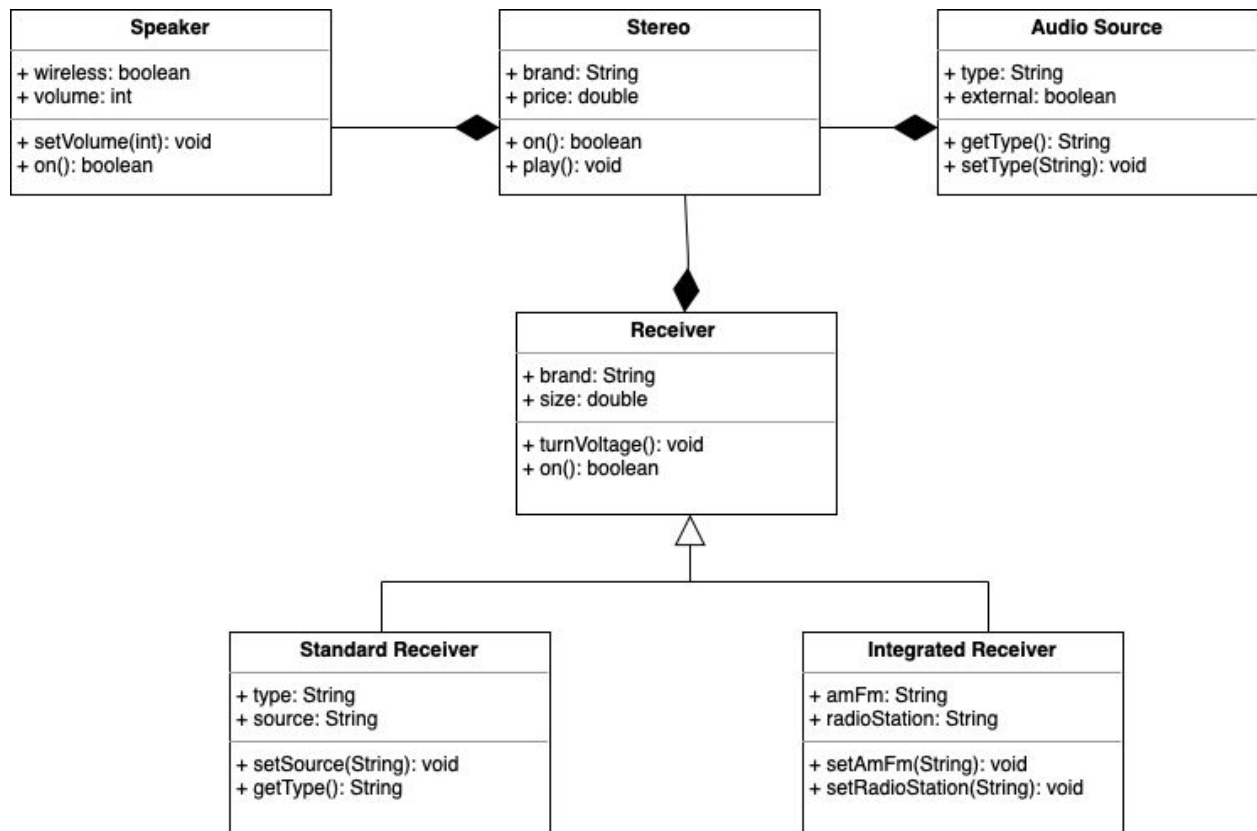 Speaker
+ wireless: boolean
+ volume: int
+ setVolume(int): void
+ on(): boolean
Stereo
+ brand: String
+ price: double
+ on(): boolean
+ play(): void
Audio Source
+ type: String
+ external: boolean
+ getType(): String
+ setType(String): void
Receiver
+ brand: String
+ size: double
+ turnVoltage(): void
+ on(): boolean
Standard Receiver
+ type: String
+ source: String
+ setSource(String): void
+ getType(): String
Integrated Receiver
+ amFm: String
+ radioStation: String
+ setAmFm(String): void
+ setRadioStation(String): void